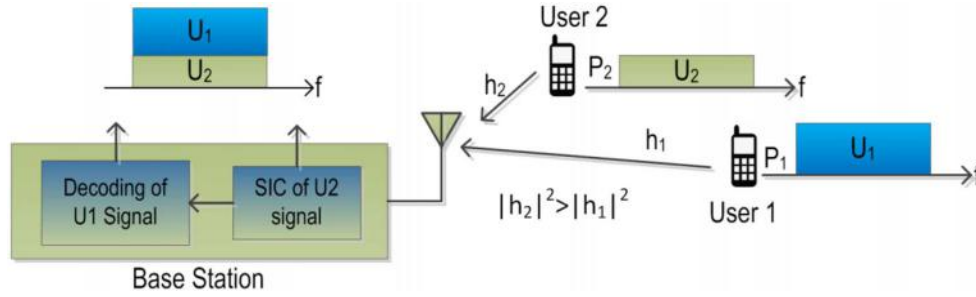 U₁
U₂
f
User 2
P₂
U₂
f
h₂
h₁
P₁
U₁
f
|h₂|²>|h₁|²
User 1
Decoding of
U1 Signal
SIC of U2
signal
Base Station